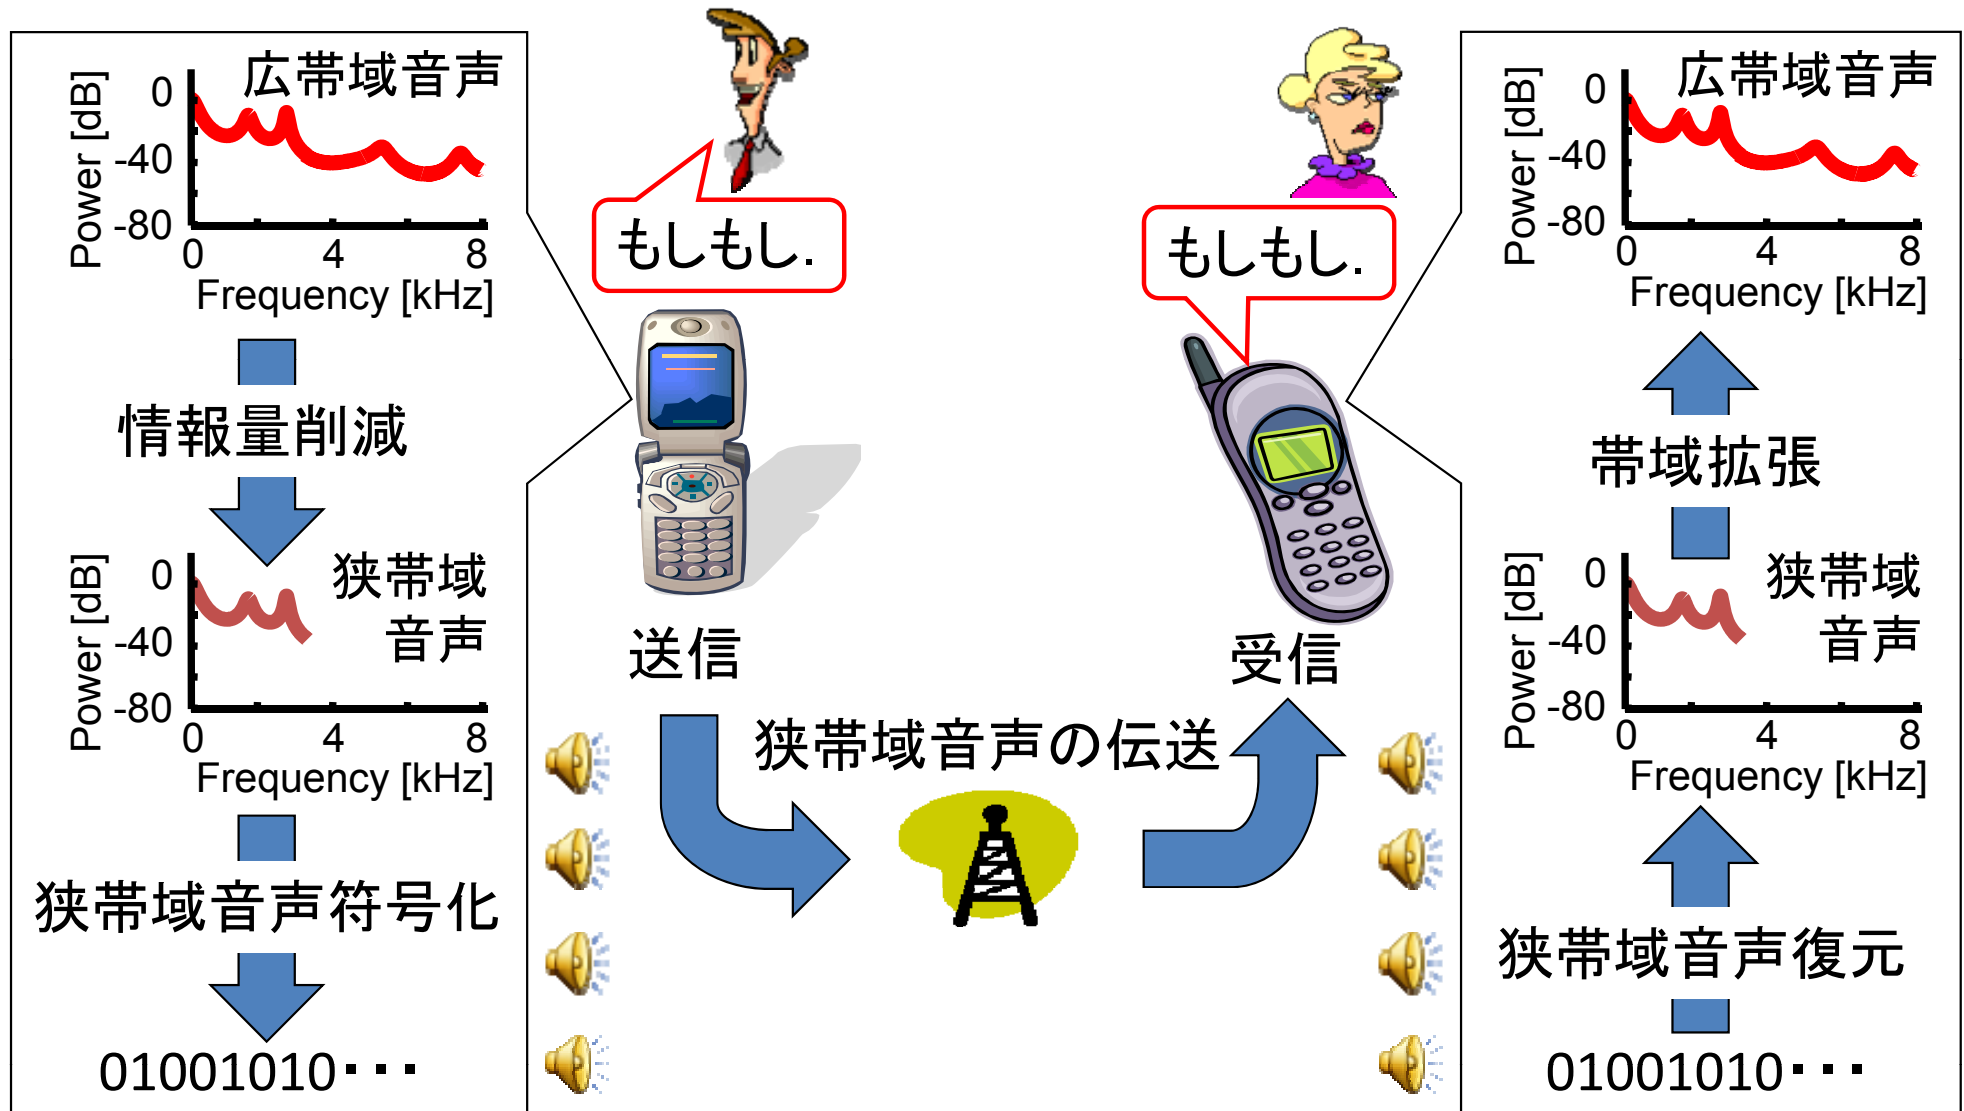 広帯域音声
Power [dB]
0
-40
-80
0 4 8
Frequency [kHz]
情報量削減
狭帯域
音声
Power [dB]
0
-40
-80
0 4 8
Frequency [kHz]
狭帯域音声符号化
01001010･･･
もしもし.
送信
狭帯域音声の伝送
もしもし.
受信
広帯域音声
Power [dB]
0
-40
-80
0 4 8
Frequency [kHz]
帯域拡張
狭帯域
音声
Power [dB]
0
-40
-80
0 4 8
Frequency [kHz]
狭帯域音声復元
01001010･･･